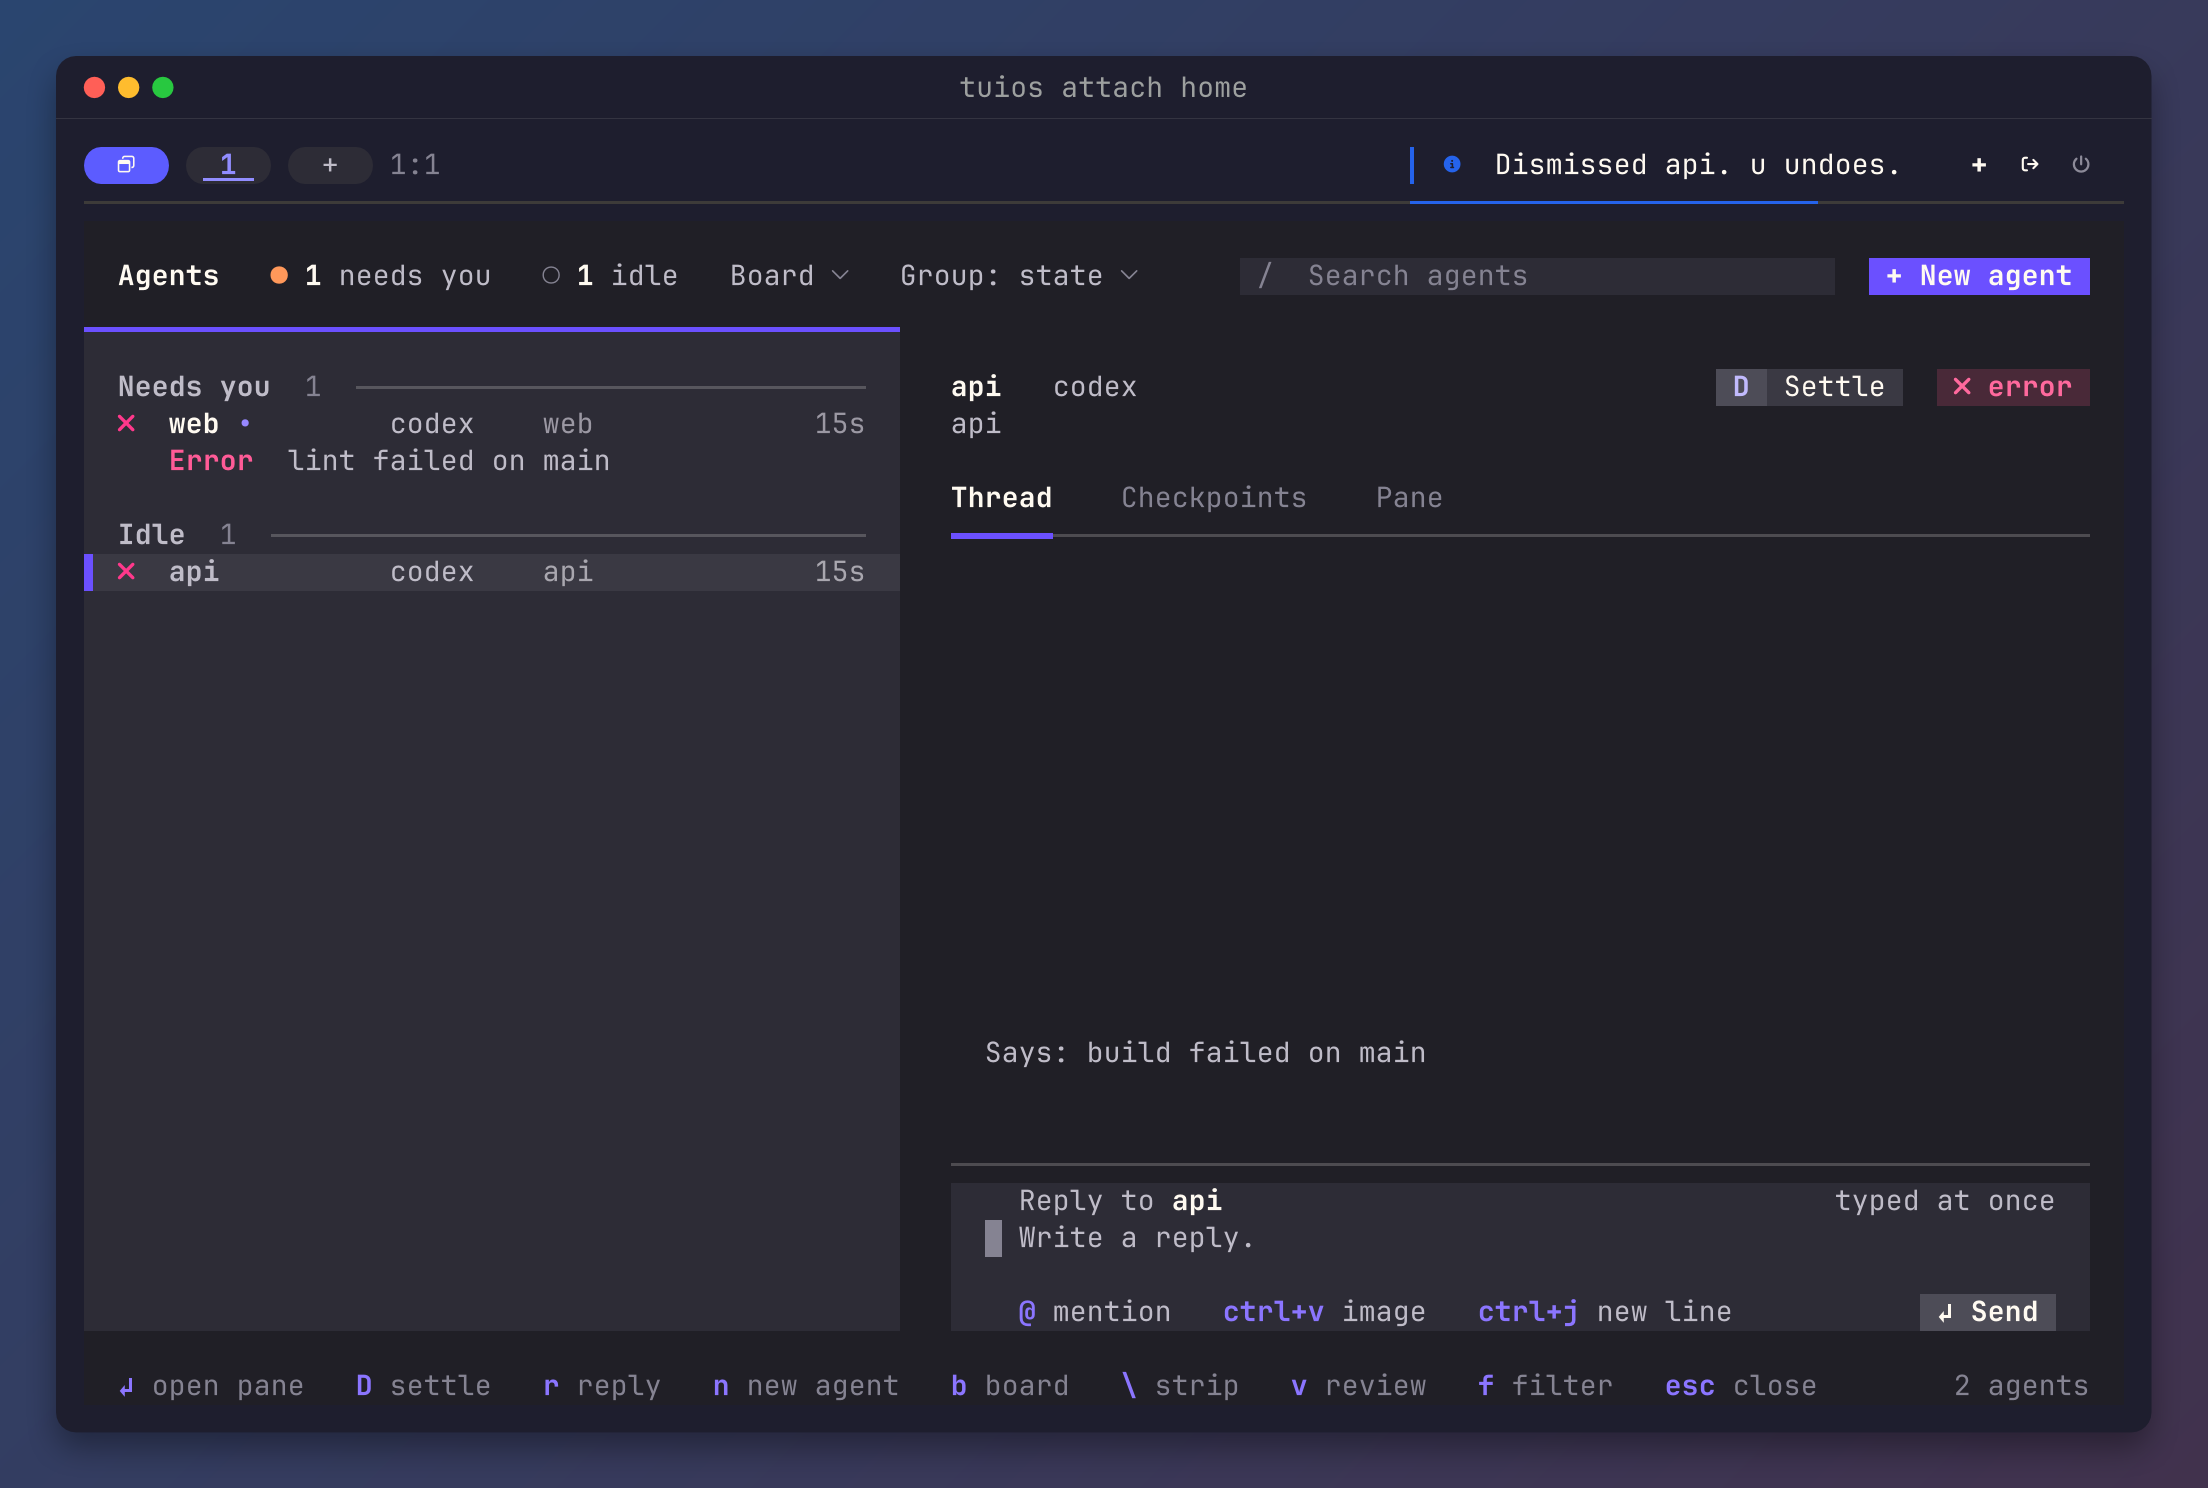 tuios attach home
1 + 1:1 Dismissed api. u undoes. +
Agents ● 1 needs you ○ 1 idle Board Group: state / Search agents + New agent
Needs you 1
✕ web • codex web 15s
Error lint failed on main
Idle 1
✕ api codex api 15s
api codex D Settle ✕ error
api
Thread Checkpoints Pane
Says: build failed on main
Reply to api typed at once
Write a reply.
@ mention ctrl+v image ctrl+j new line ↲ Send
↲ open pane D settle r reply n new agent b board \ strip v review f filter esc close 2 agents